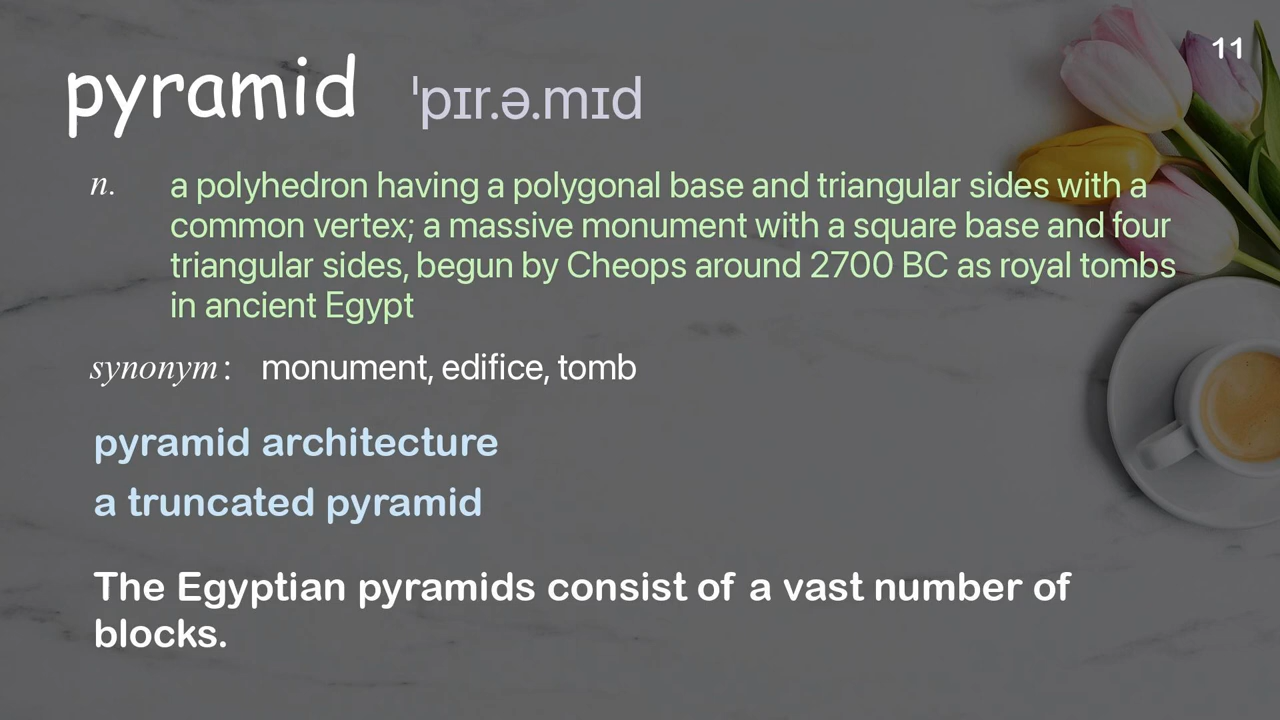 11
pyramid ˈpɪr.ə.mɪd
n. a polyhedron having a polygonal base and triangular sides with a
common vertex; a massive monument with a square base and four
triangular sides, begun by Cheops around 2700 BC as royal tombs
in ancient Egypt
synonym: monument, edifice, tomb
pyramid architecture
a truncated pyramid
The Egyptian pyramids consist of a vast number of
blocks.